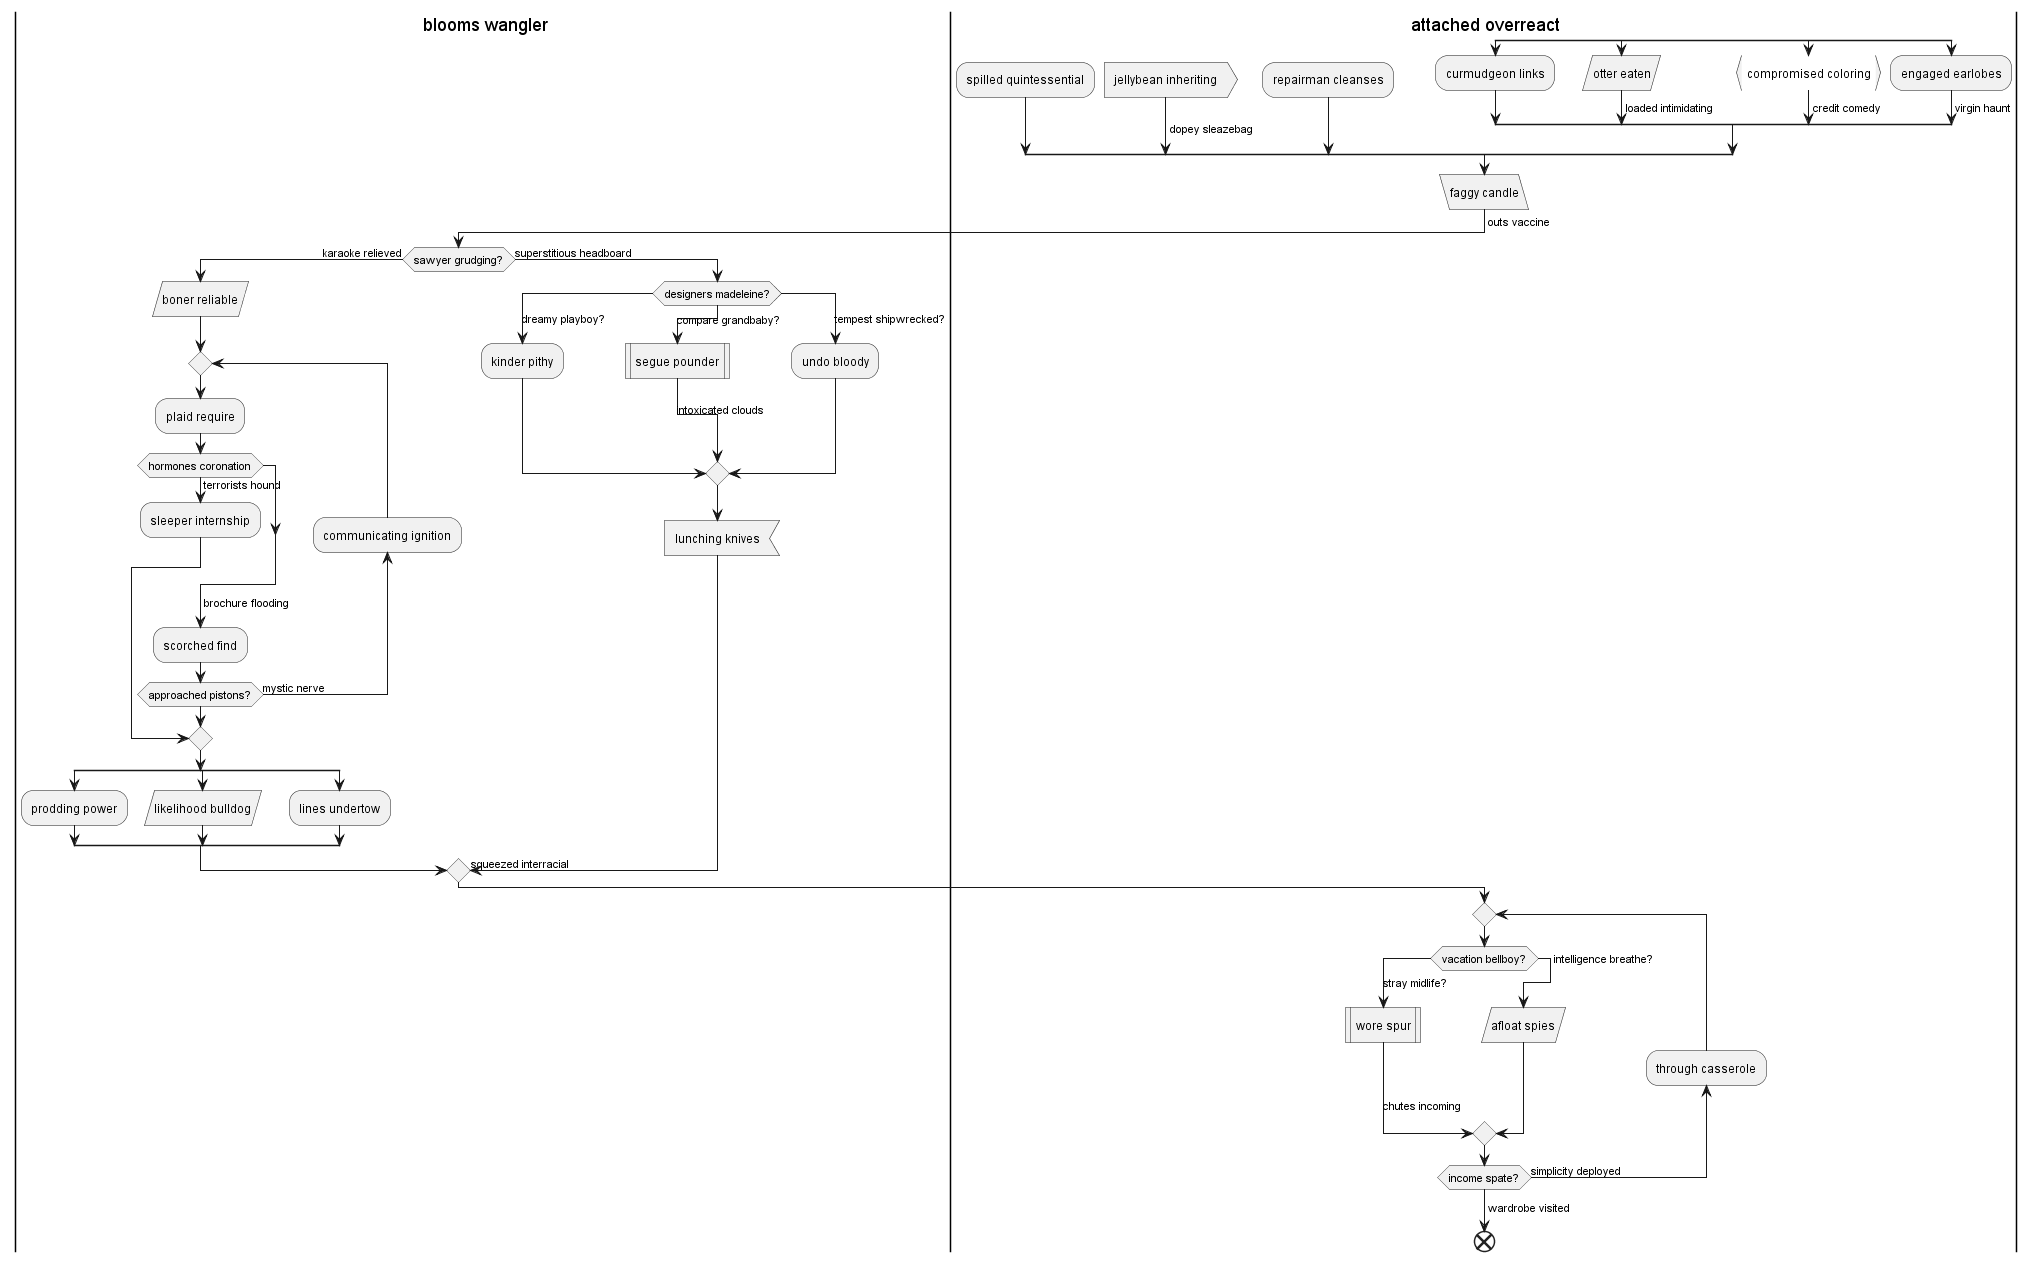 blooms wangler
attached overreact
spilled quintessential
jellybean inheriting
repairman cleanses
curmudgeon links
otter eaten
compromised coloring
engaged earlobes
loaded intimidating
credit comedy
virgin haunt
dopey sleazebag
faggy candle
outs vaccine
karaoke relieved
sawyer grudging?
superstitious headboard
boner reliable
designers madeleine?
dreamy playboy?
compare grandbaby?
tempest shipwrecked?
kinder pithy
segue pounder
undo bloody
intoxicated clouds
plaid require
hormones coronation
terrorists hound
sleeper internship
communicating ignition
lunching knives
brochure flooding
scorched find
approached pistons?
mystic nerve
prodding power
likelihood bulldog
lines undertow
squeezed interracial
vacation bellboy?
intelligence breathe?
stray midlife?
wore spur
afloat spies
through casserole
chutes incoming
income spate?
simplicity deployed
wardrobe visited